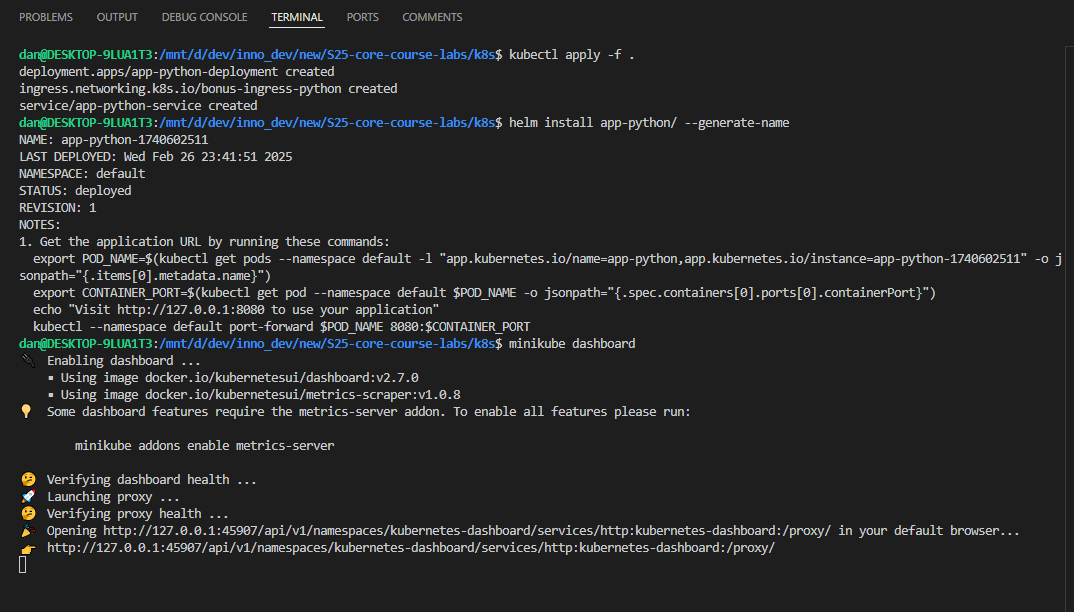 PROBLEMS OUTPUT DEBUG CONSOLE TERMINAL PORTS COMMENTS
dan@DESKTOP-9LUA1T3:/mnt/d/dev/inno_dev/new/S25-core-course-labs/k8s$ kubectl apply -f .
deployment.apps/app-python-deployment created
ingress.networking.k8s.io/bonus-ingress-python created
service/app-python-service created
dan@DESKTOP-9LUA1T3:/mnt/d/dev/inno_dev/new/S25-core-course-labs/k8s$ helm install app-python/ --generate-name
NAME: app-python-1740602511
LAST DEPLOYED: Wed Feb 26 23:41:51 2025
NAMESPACE: default
STATUS: deployed
REVISION: 1
NOTES:
1. Get the application URL by running these commands:
  export POD_NAME=$(kubectl get pods --namespace default -l "app.kubernetes.io/name=app-python,app.kubernetes.io/instance=app-python-1740602511" -o j
sonpath="{.items[0].metadata.name}")
  export CONTAINER_PORT=$(kubectl get pod --namespace default $POD_NAME -o jsonpath="{.spec.containers[0].ports[0].containerPort}")
  echo "Visit http://127.0.0.1:8080 to use your application"
  kubectl --namespace default port-forward $POD_NAME 8080:$CONTAINER_PORT
dan@DESKTOP-9LUA1T3:/mnt/d/dev/inno_dev/new/S25-core-course-labs/k8s$ minikube dashboard
🔌 Enabling dashboard ...
    ▪ Using image docker.io/kubernetesui/dashboard:v2.7.0
    ▪ Using image docker.io/kubernetesui/metrics-scraper:v1.0.8
💡 Some dashboard features require the metrics-server addon. To enable all features please run:
        minikube addons enable metrics-server
🤔 Verifying dashboard health ...
🚀 Launching proxy ...
🤔 Verifying proxy health ...
🎉 Opening http://127.0.0.1:45907/api/v1/namespaces/kubernetes-dashboard/services/http:kubernetes-dashboard:/proxy/ in your default browser...
👉 http://127.0.0.1:45907/api/v1/namespaces/kubernetes-dashboard/services/http:kubernetes-dashboard:/proxy/